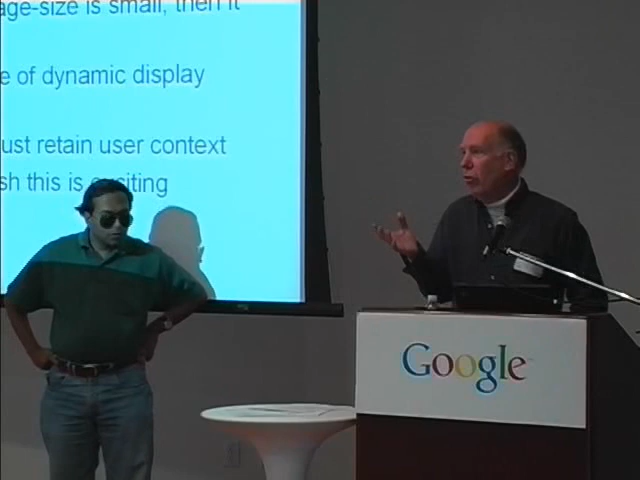 age-size is small, then it
e of dynamic display
ust retain user context
sh this is exciting
Google